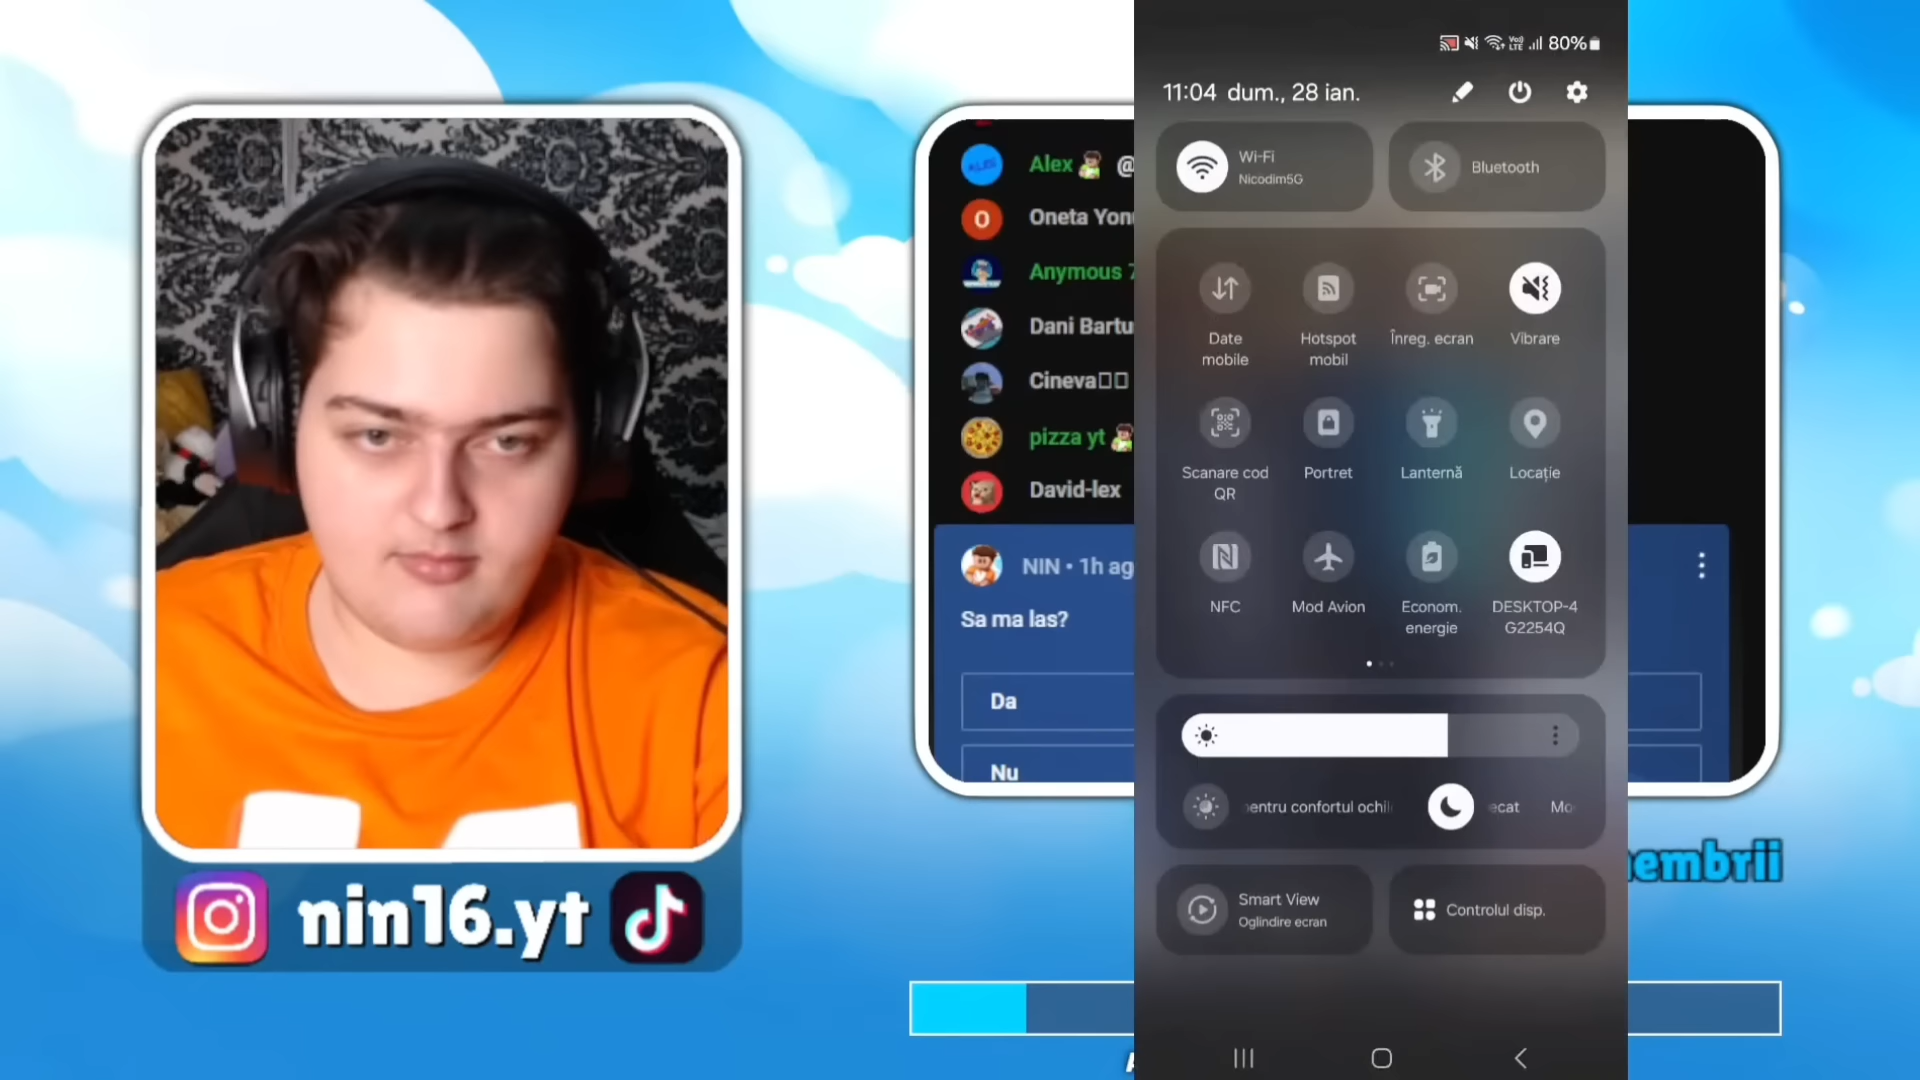 nin16.yt
Alex @
Oneta Yon
Anymous 7
Dani Bartu
Cineva
pizza yt
David-lex
NIN • 1h ag
Sa ma las?
Da
Nu
80%
11:04 dum., 28 ian.
Wi-Fi
Nicodim5G
Bluetooth
Date
mobile
Hotspot
mobil
Înreg. ecran
Vibrare
Scanare cod
QR
Portret
Lanternă
Locație
NFC
Mod Avion
Econom.
energie
DESKTOP-4
G2254Q
entru confortul ochil
ecat
Mo
Smart View
Oglindire ecran
Controlul disp.
embrii